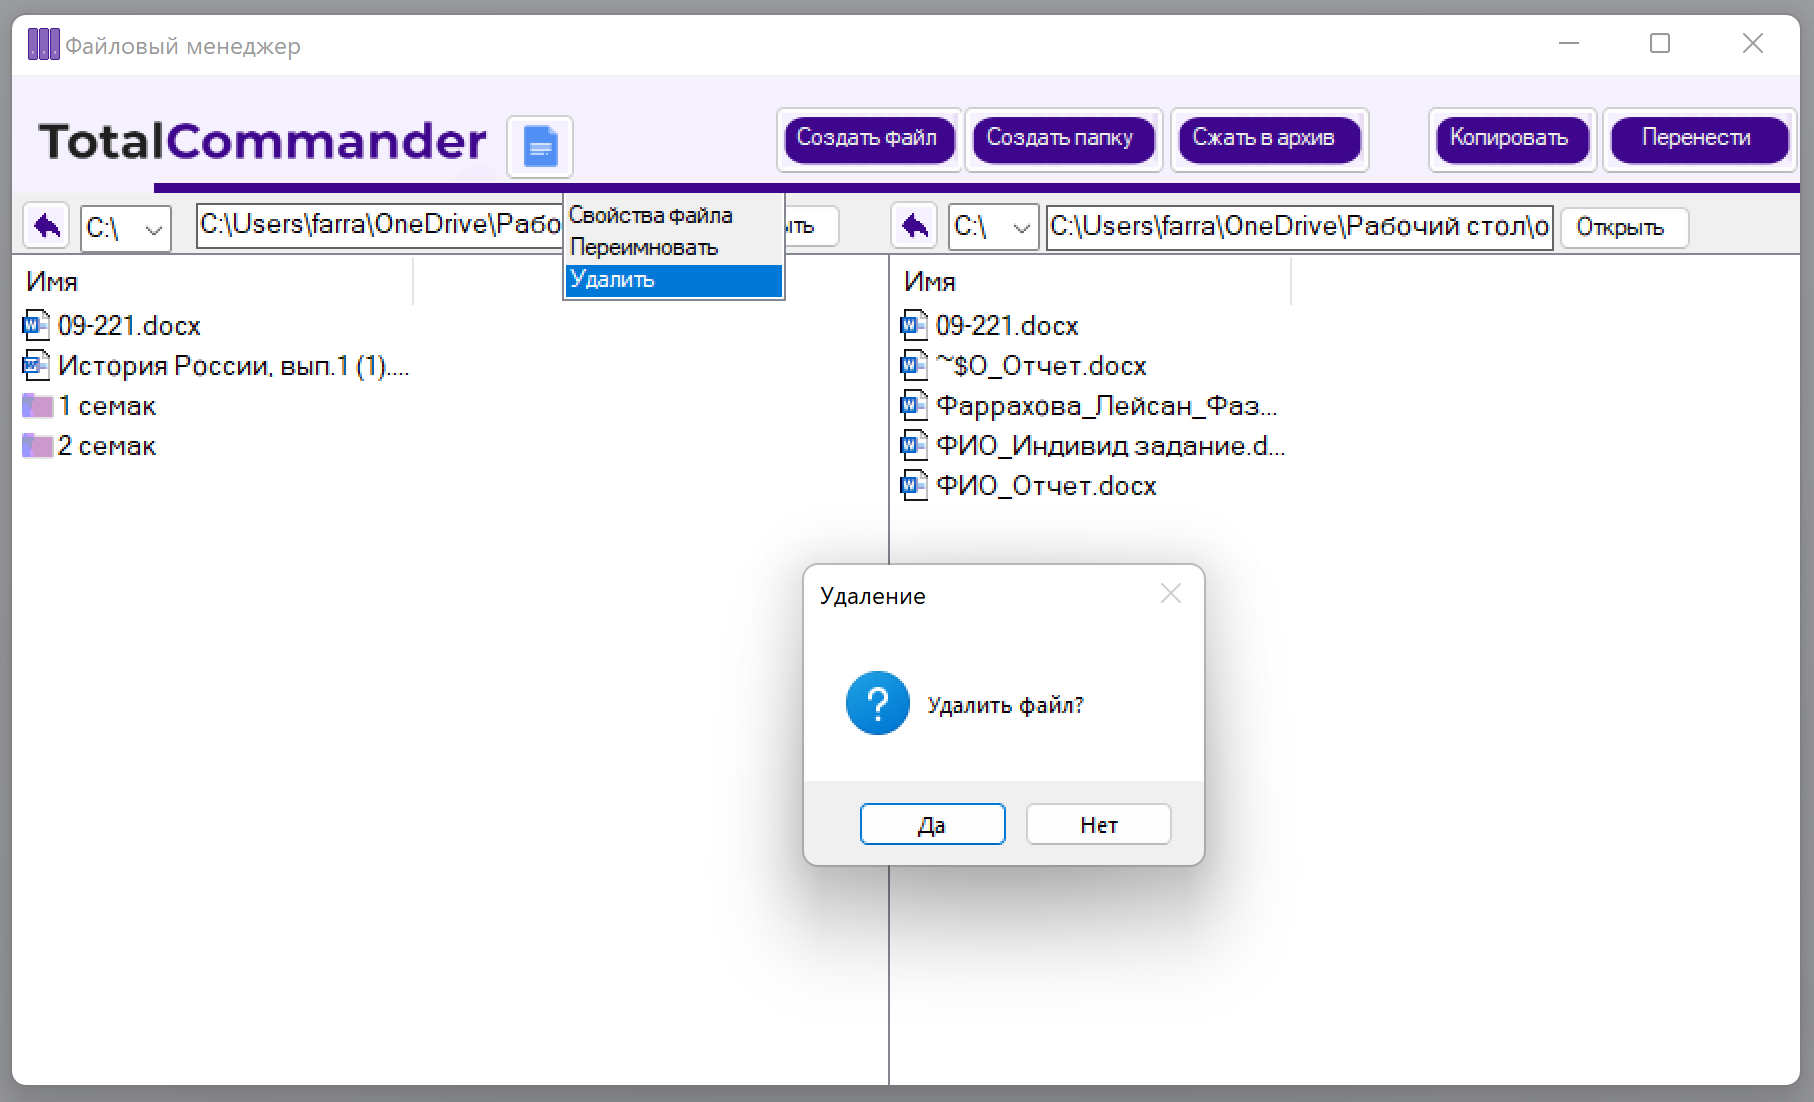 Файловый менеджер
TotalCommander
Создать файл
Создать папку
Сжать в архив
Копировать
Перенести
C:\
C:\Users\farra\OneDrive\Рабо
Свойства файла
Переимновать
Удалить
C:\
C:\Users\farra\OneDrive\Рабочий стол\о
Открыть
Имя
09-221.docx
История России, вып.1 (1)....
1 семак
2 семак
Имя
09-221.docx
~$О_Отчет.docx
Фаррахова_Лейсан_Фаз...
ФИО_Индивид задание.d...
ФИО_Отчет.docx
Удаление
Удалить файл?
Да
Нет